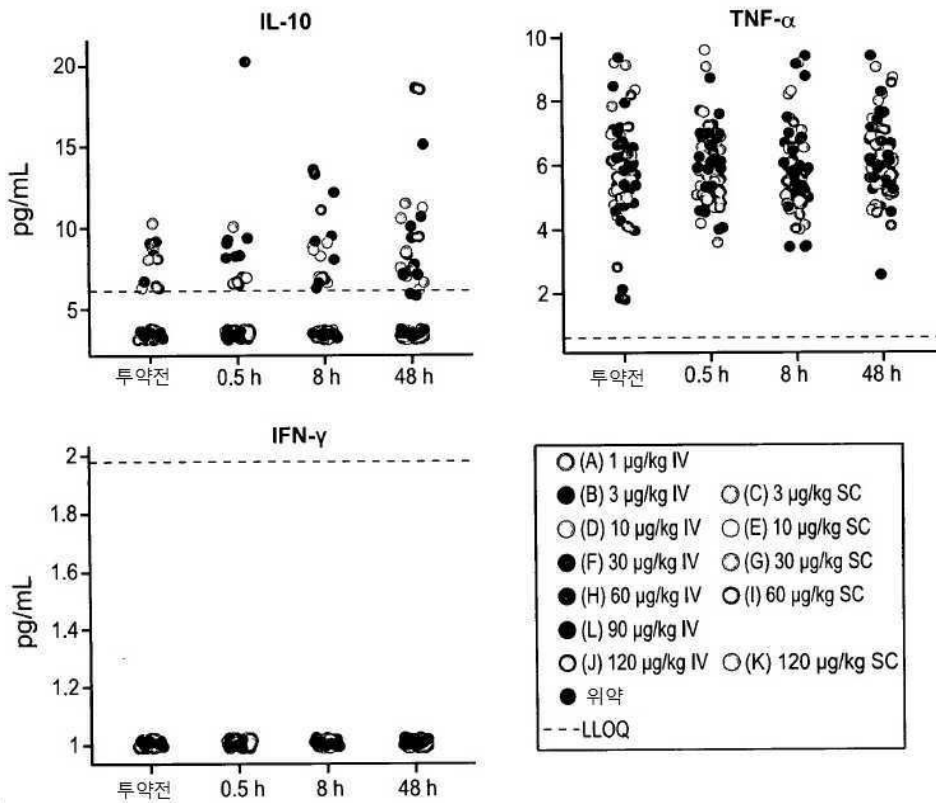 IL-10
pg/mL
20
15
10
5
투약전 0.5 h 8 h 48 h
TNF-α
10
8
6
4
2
투약전 0.5 h 8 h 48 h
IFN-γ
pg/mL
2
1.8
1.6
1.4
1.2
1
투약전 0.5 h 8 h 48 h
(A) 1 µg/kg IV
(B) 3 µg/kg IV (C) 3 µg/kg SC
(D) 10 µg/kg IV (E) 10 µg/kg SC
(F) 30 µg/kg IV (G) 30 µg/kg SC
(H) 60 µg/kg IV (I) 60 µg/kg SC
(L) 90 µg/kg IV
(J) 120 µg/kg IV (K) 120 µg/kg SC
위약
----LLOQ